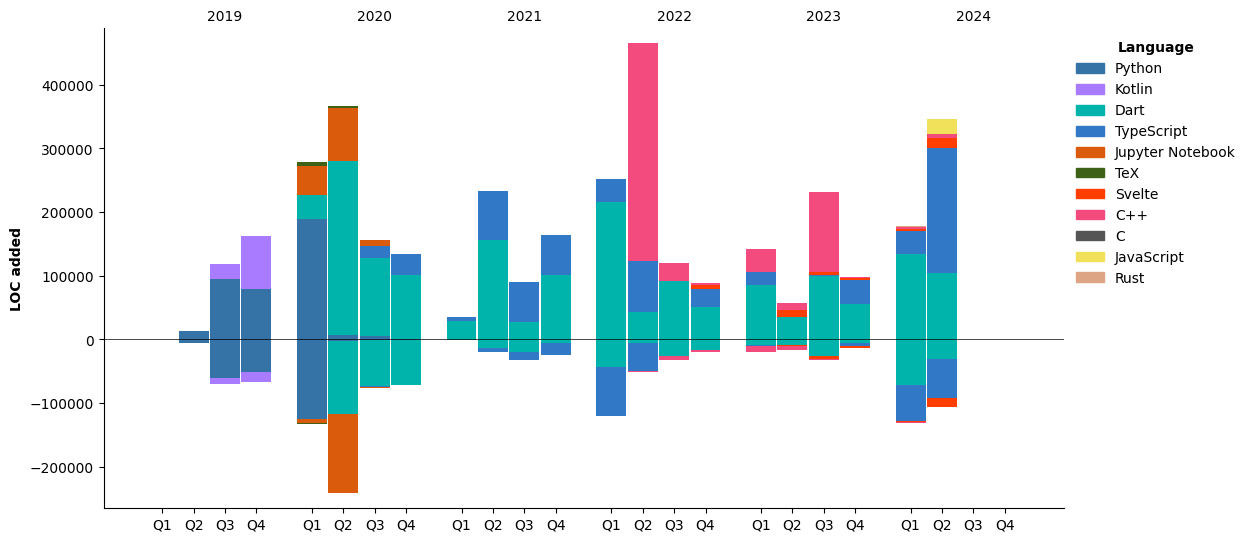 2019 2020 2021 2022 2023 2024
LOC added
400000
300000
200000
100000
0
−100000
−200000
Q1 Q2 Q3 Q4 Q1 Q2 Q3 Q4 Q1 Q2 Q3 Q4 Q1 Q2 Q3 Q4 Q1 Q2 Q3 Q4 Q1 Q2 Q3 Q4
Language
Python
Kotlin
Dart
TypeScript
Jupyter Notebook
TeX
Svelte
C++
C
JavaScript
Rust